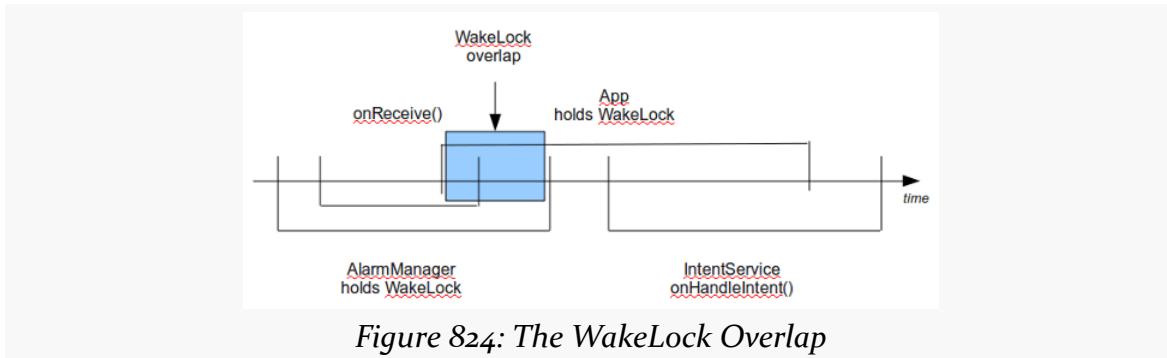 WakeLock
overlap
onReceive()
App
holds WakeLock
time
AlarmManager
holds WakeLock
IntentService
onHandleIntent()
Figure 824: The WakeLock Overlap